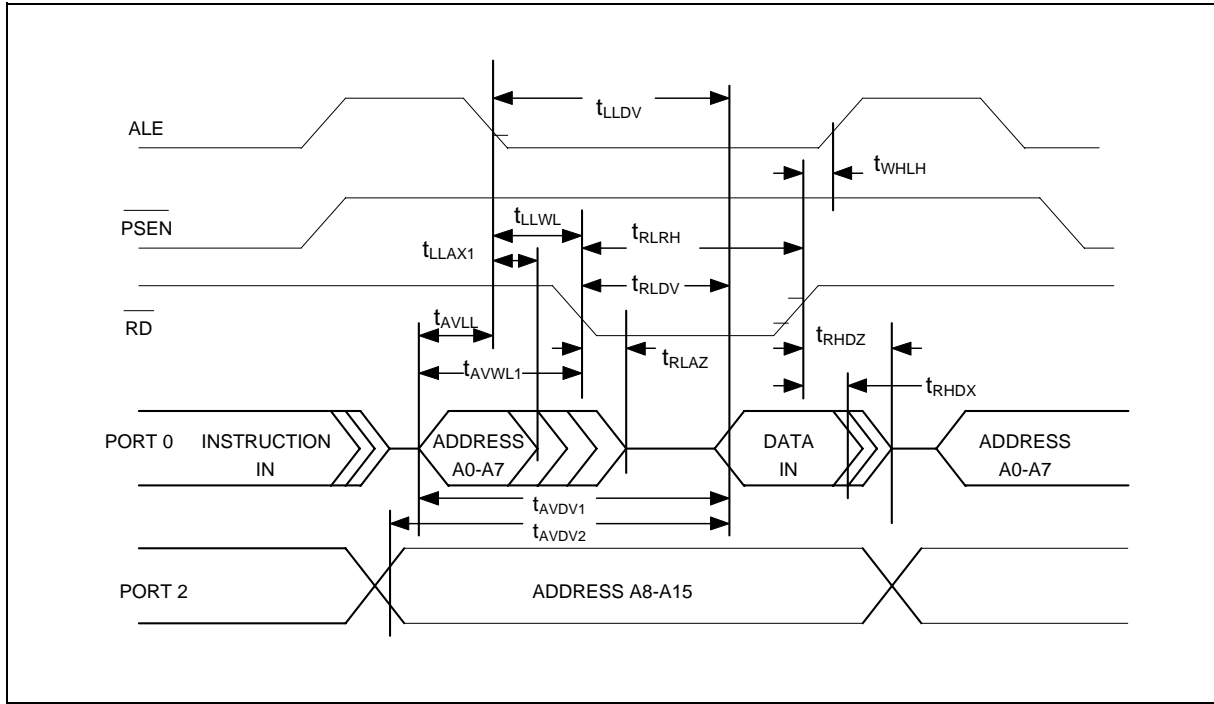 tLLDV
ALE
tWHLH
PSEN
tLLWL
tRLRH
tLLAX1
tRLDV
RD
tAVLL
tRHDZ
tRLAZ
tAVWL1
tRHDX
PORT 0
INSTRUCTION
IN
ADDRESS
A0-A7
DATA
IN
ADDRESS
A0-A7
tAVDV1
tAVDV2
PORT 2
ADDRESS A8-A15